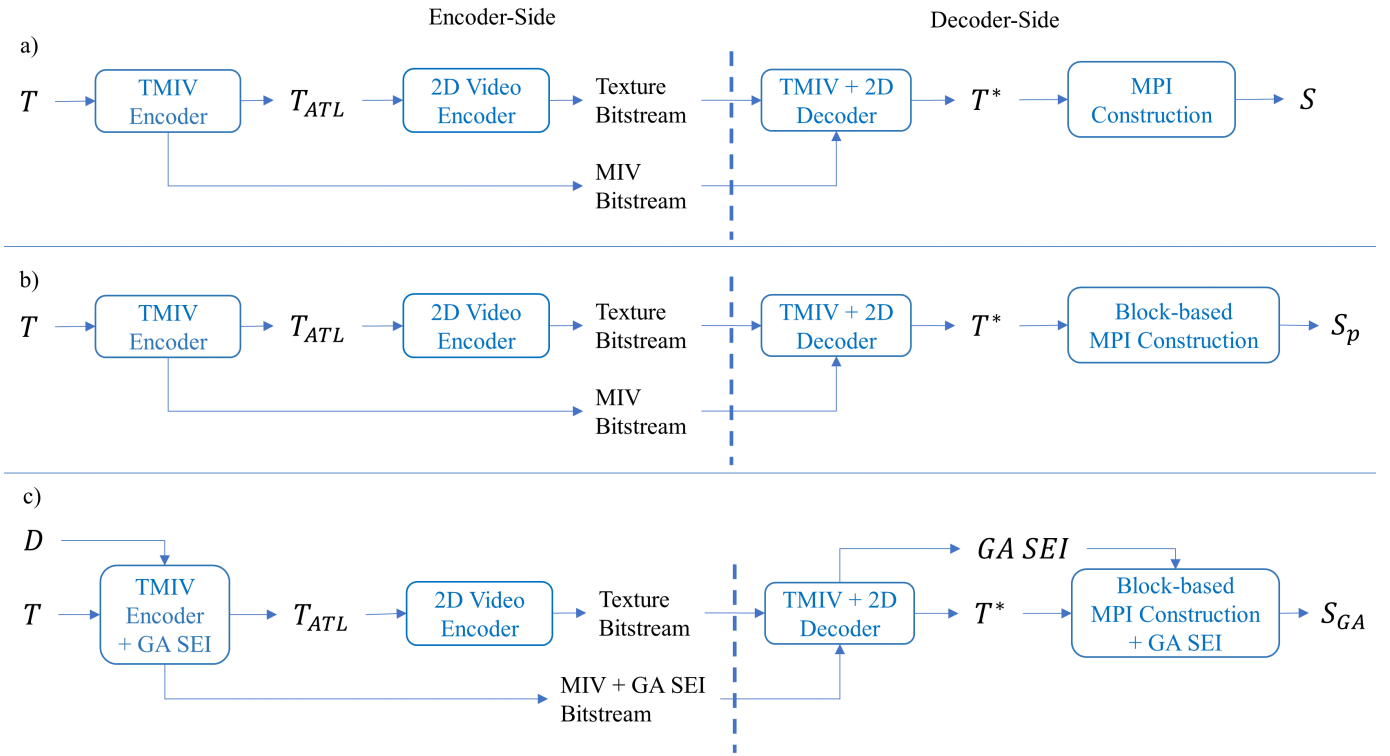 Encoder-Side
Decoder-Side
a)
T
TMIV
Encoder
T_ATL
2D Video
Encoder
Texture
Bitstream
TMIV + 2D
Decoder
T*
MPI
Construction
S
MIV
Bitstream
b)
T
TMIV
Encoder
T_ATL
2D Video
Encoder
Texture
Bitstream
TMIV + 2D
Decoder
T*
Block-based
MPI Construction
S_p
MIV
Bitstream
c)
D
T
TMIV
Encoder
+ GA SEI
T_ATL
2D Video
Encoder
Texture
Bitstream
TMIV + 2D
Decoder
GA SEI
T*
Block-based
MPI Construction
+ GA SEI
S_GA
MIV + GA SEI
Bitstream